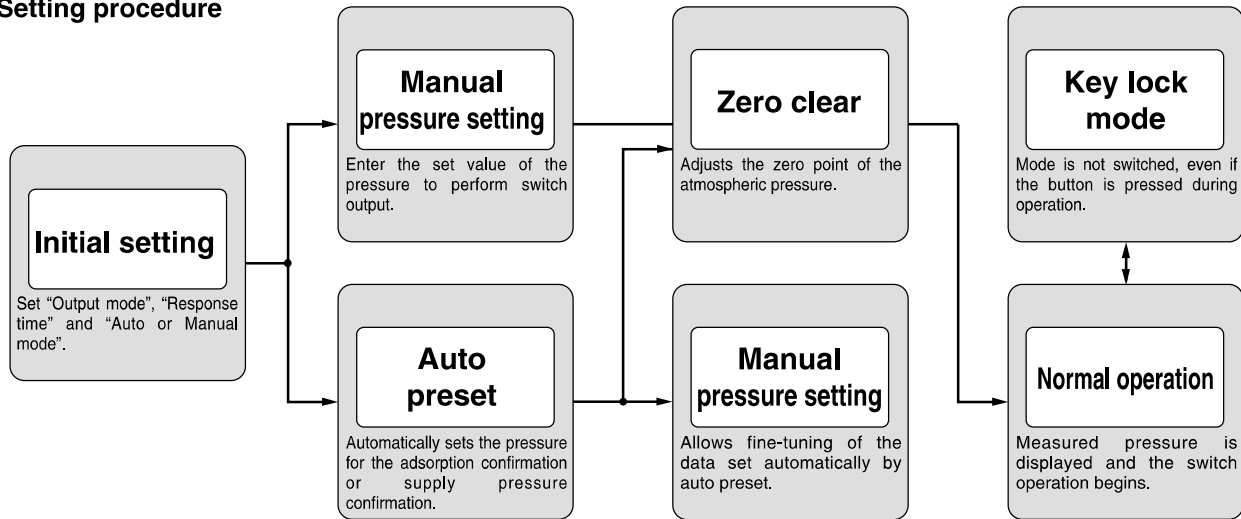 Setting procedure
Initial setting
Set “Output mode”, “Response
time” and “Auto or Manual
mode”.
Manual
pressure setting
Enter the set value of the
pressure to perform switch
output.
Auto
preset
Automatically sets the pressure
for the adsorption confirmation
or supply pressure
confirmation.
Zero clear
Adjusts the zero point of the
atmospheric pressure.
Manual
pressure setting
Allows fine-tuning of the
data set automatically by
auto preset.
Key lock
mode
Mode is not switched, even if
the button is pressed during
operation.
Normal operation
Measured pressure is
displayed and the switch
operation begins.